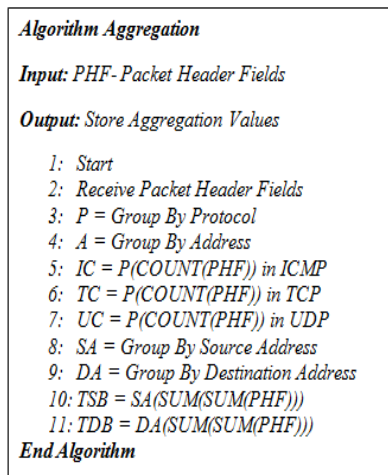 Algorithm Aggregation
Input: PHF- Packet Header Fields
Output: Store Aggregation Values
1: Start
2: Receive Packet Header Fields
3: P = Group By Protocol
4: A = Group By Address
5: IC = P(COUNT(PHF)) in ICMP
6: TC = P(COUNT(PHF)) in TCP
7: UC = P(COUNT(PHF)) in UDP
8: SA = Group By Source Address
9: DA = Group By Destination Address
10: TSB = SA(SUM(SUM(PHF)))
11: TDB = DA(SUM(SUM(PHF)))
End Algorithm